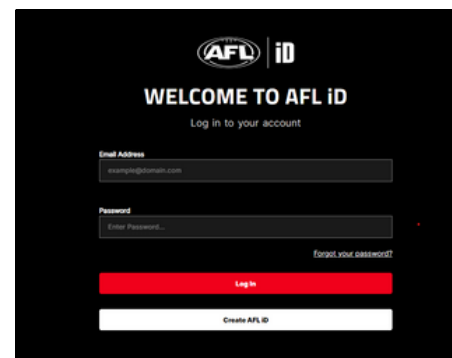 AFL iD
WELCOME TO AFL iD
Log in to your account
Email Address
example@domain.com
Password
Enter Password...
Forgot your password?
Log in
Create AFL iD